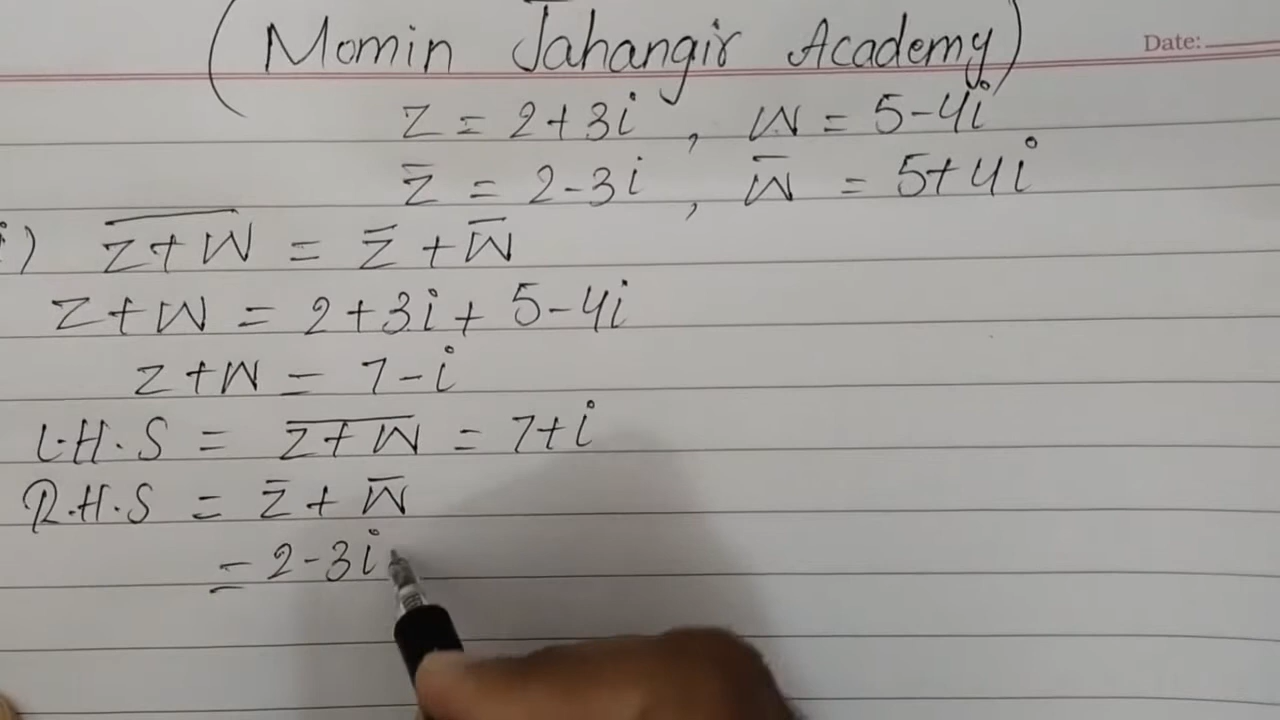 (Momin Jahangir Academy)
Date:
Z = 2+3i , W = 5-4i
Z̅ = 2-3i , W̅ = 5+4i
i) Z̅+̅W̅ = Z̅ + W̅
Z+W = 2+3i + 5-4i
Z+W = 7-i
L.H.S = Z̅+̅W̅ = 7+i
R.H.S = Z̅ + W̅
= 2-3i